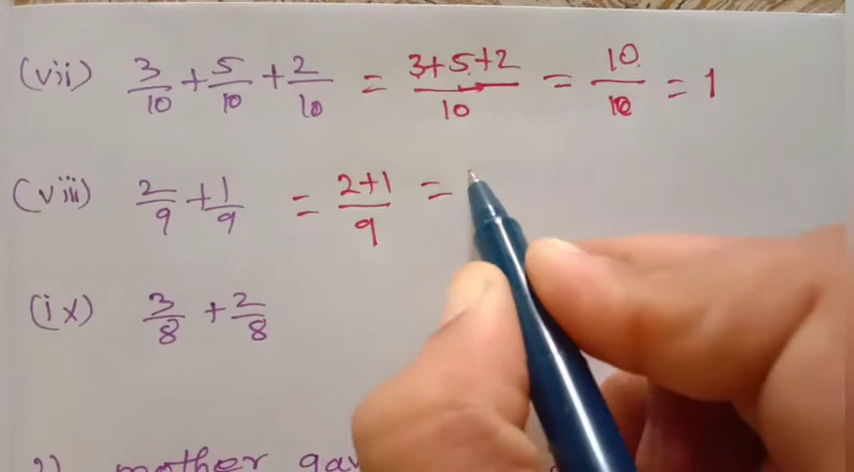 (vii) 3/10 + 5/10 + 2/10 = 3+5+2/10 = 10/10 = 1
(viii) 2/9 + 1/9 = 2+1/9 =
(ix) 3/8 + 2/8
mother